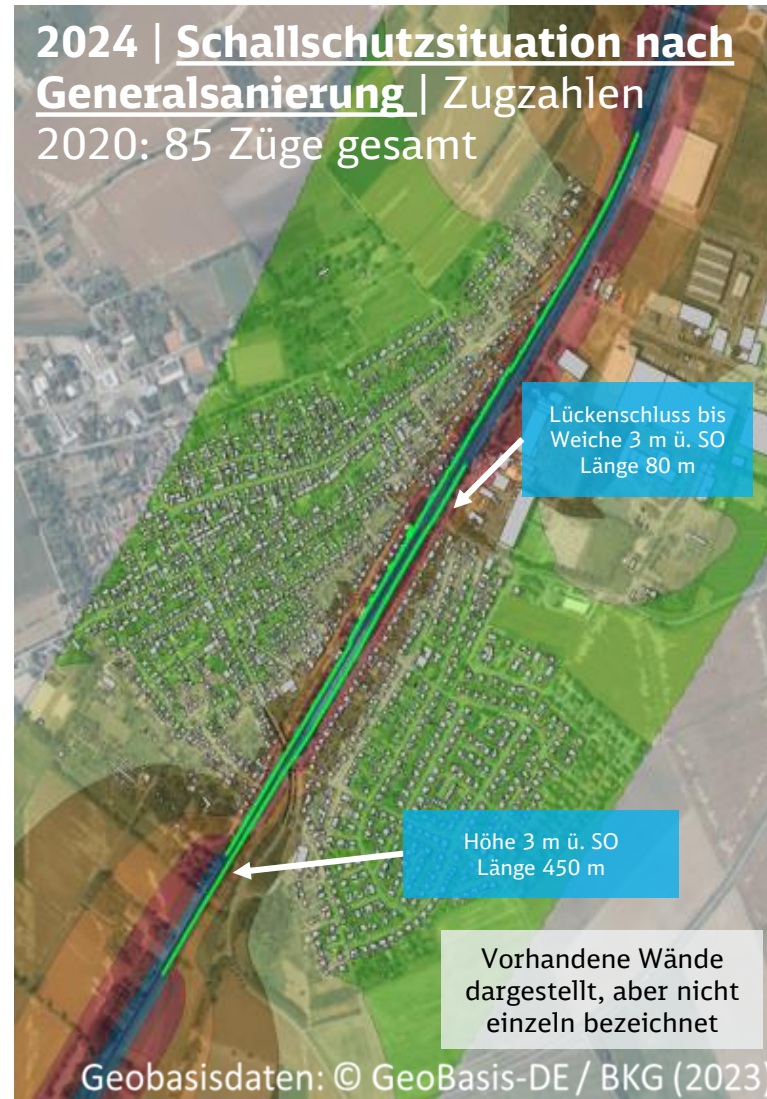 2024 | Schallschutzsituation nach
Generalsanierung | Zugzahlen
2020: 85 Züge gesamt
Lückenschluss bis
Weiche 3 m ü. SO
Länge 80 m
Höhe 3 m ü. SO
Länge 450 m
Vorhandene Wände
dargestellt, aber nicht
einzeln bezeichnet
Geobasisdaten: © GeoBasis-DE / BKG (2023)